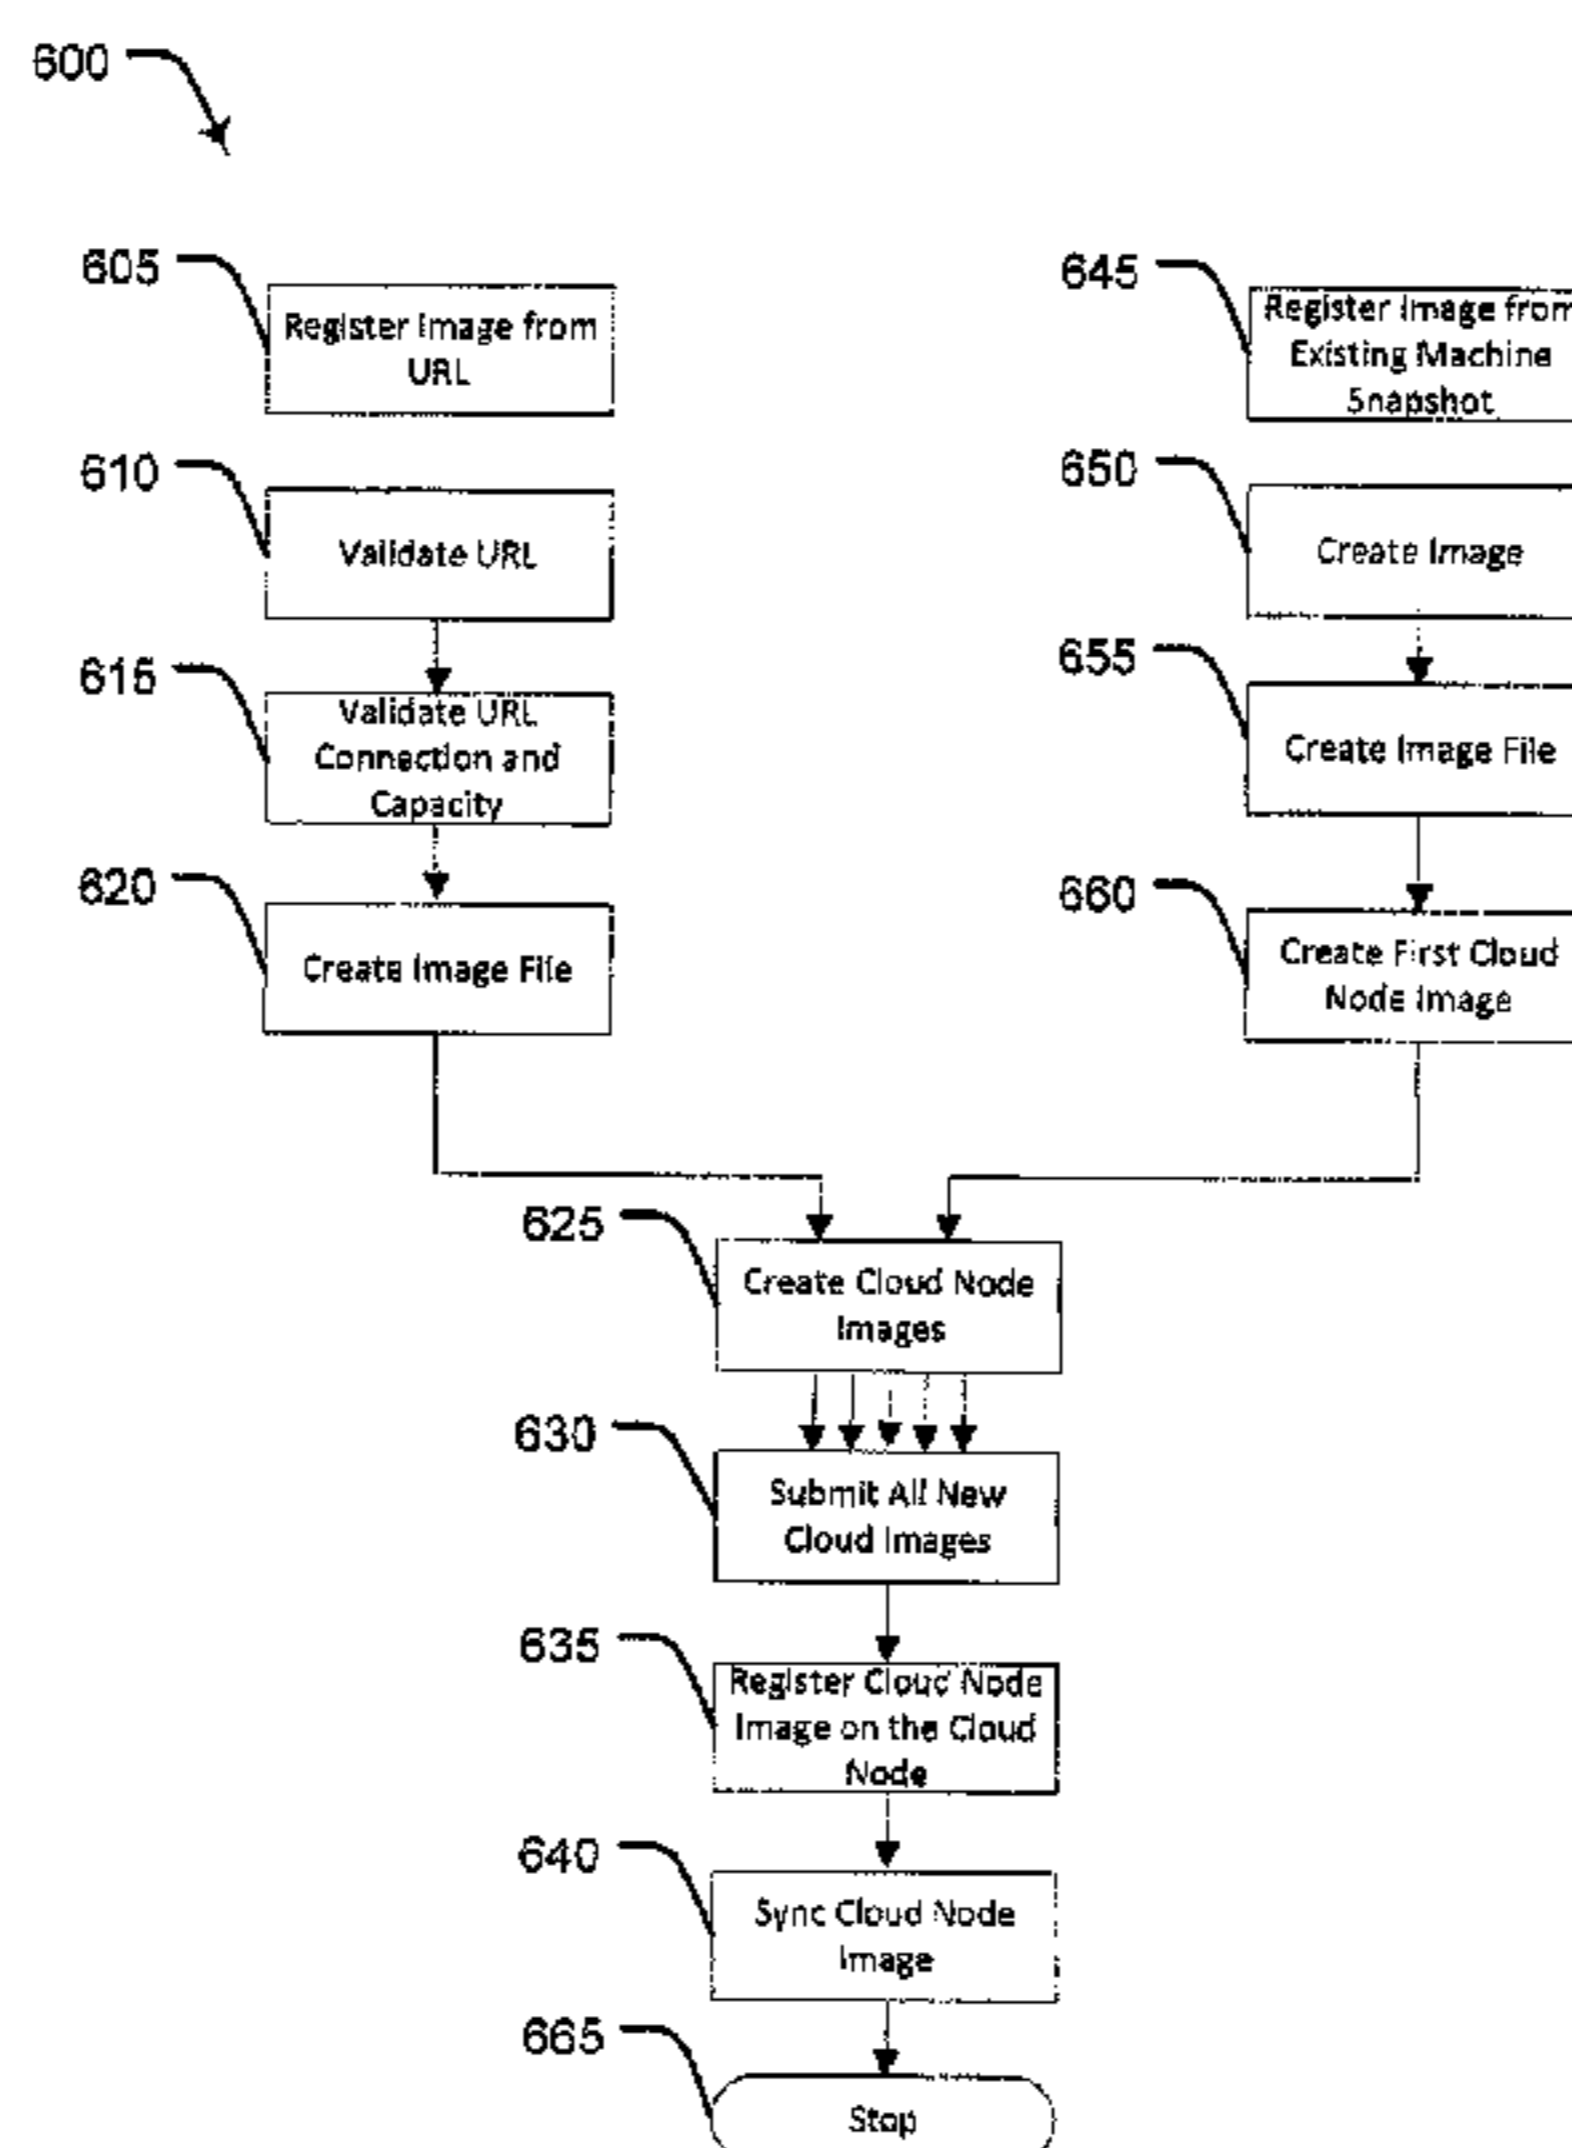 600
605
Register Image from
URL
610
Validate URL
615
Validate URL
Connection and
Capacity
620
Create Image File
645
Register Image from
Existing Machine
Snapshot
650
Create Image
655
Create Image File
660
Create First Cloud
Node Image
625
Create Cloud Node
Images
630
Submit All New
Cloud Images
635
Register Cloud Node
Image on the Cloud
Node
640
Sync Cloud Node
Image
665
Stop